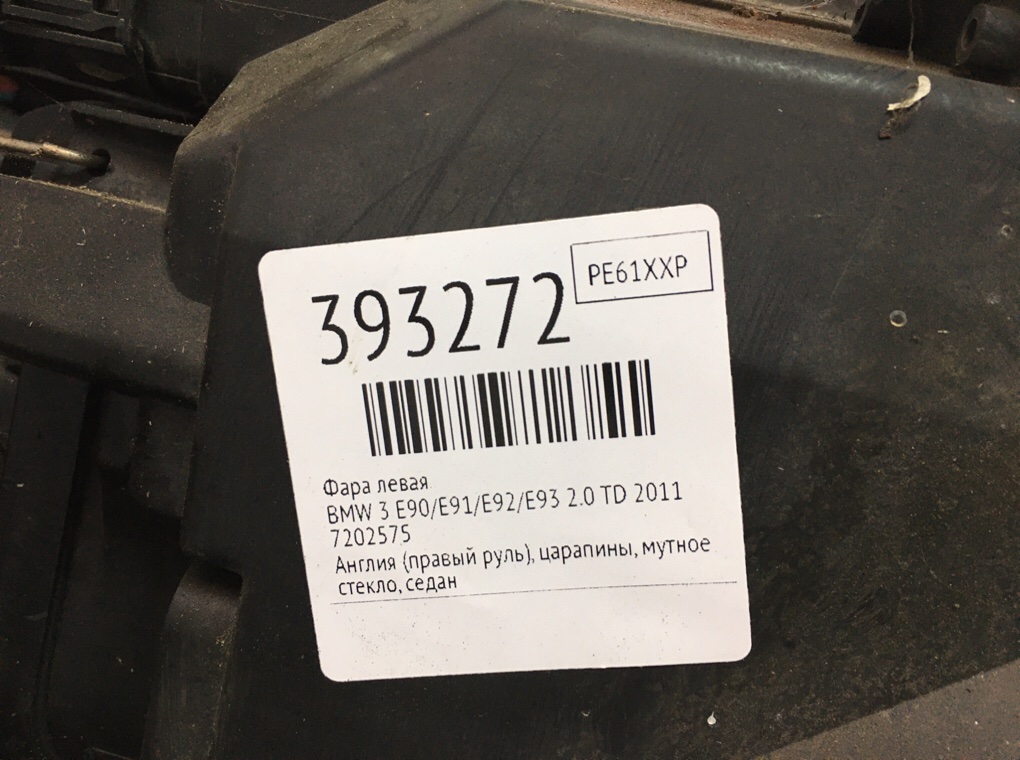 PE61XXP
393272
Фара левая
BMW 3 E90/E91/E92/E93 2.0 TD 2011
7202575
Англия (правый руль), царапины, мутное
стекло, седан